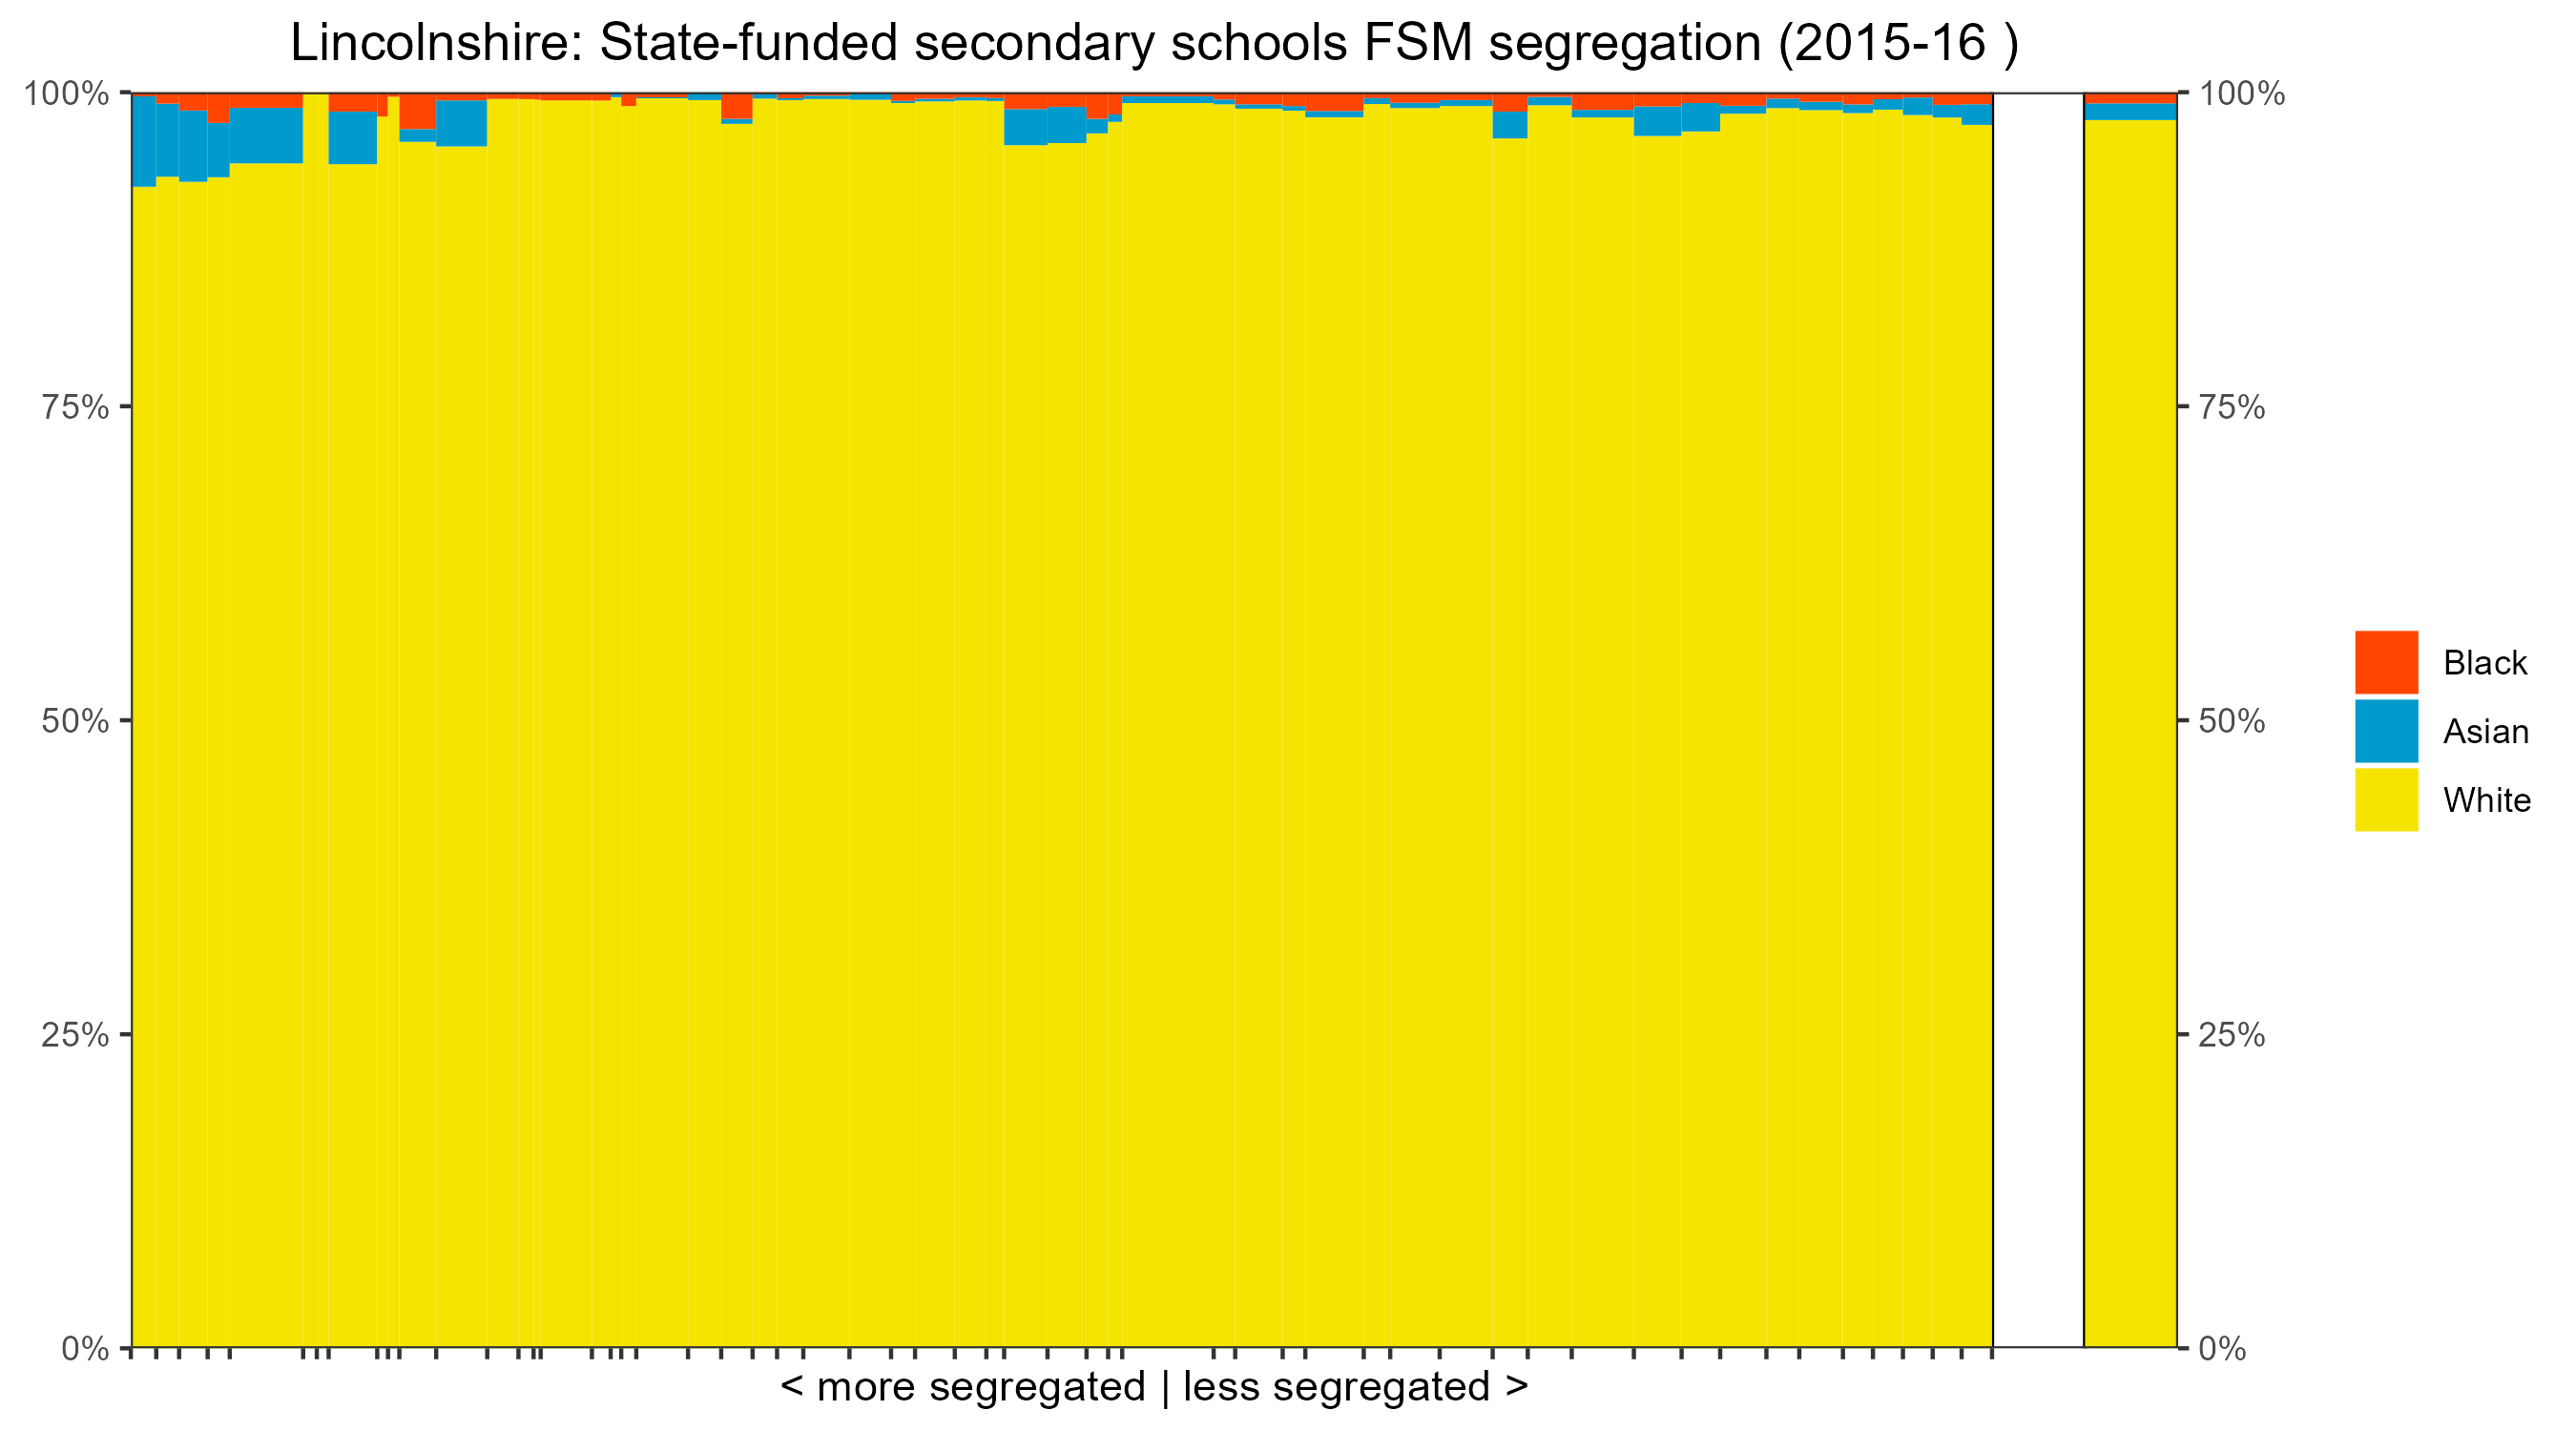 Lincolnshire: State-funded secondary schools FSM segregation (2015-16 )
100%
75%
50%
25%
0%
100%
75%
50%
25%
0%
Black
Asian
White
< more segregated | less segregated >